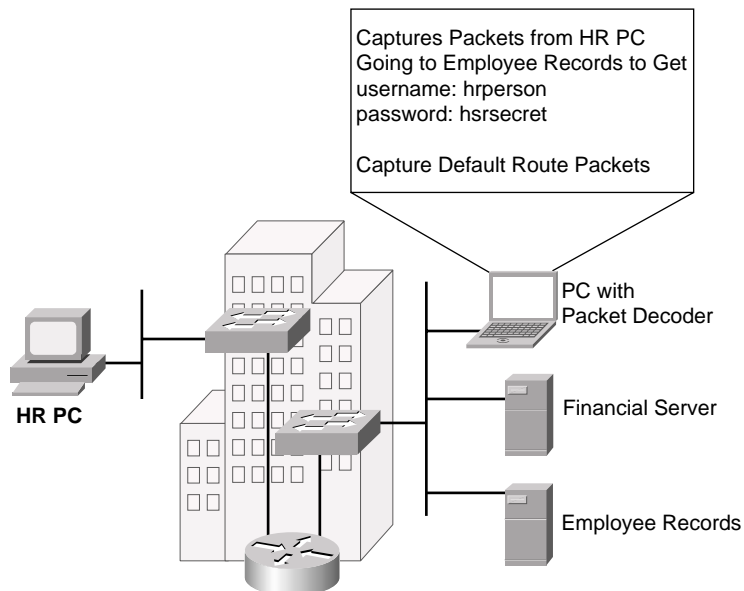 Captures Packets from HR PC
Going to Employee Records to Get
username: hrperson
password: hsrsecret
Capture Default Route Packets
PC with
Packet Decoder
HR PC
Financial Server
Employee Records